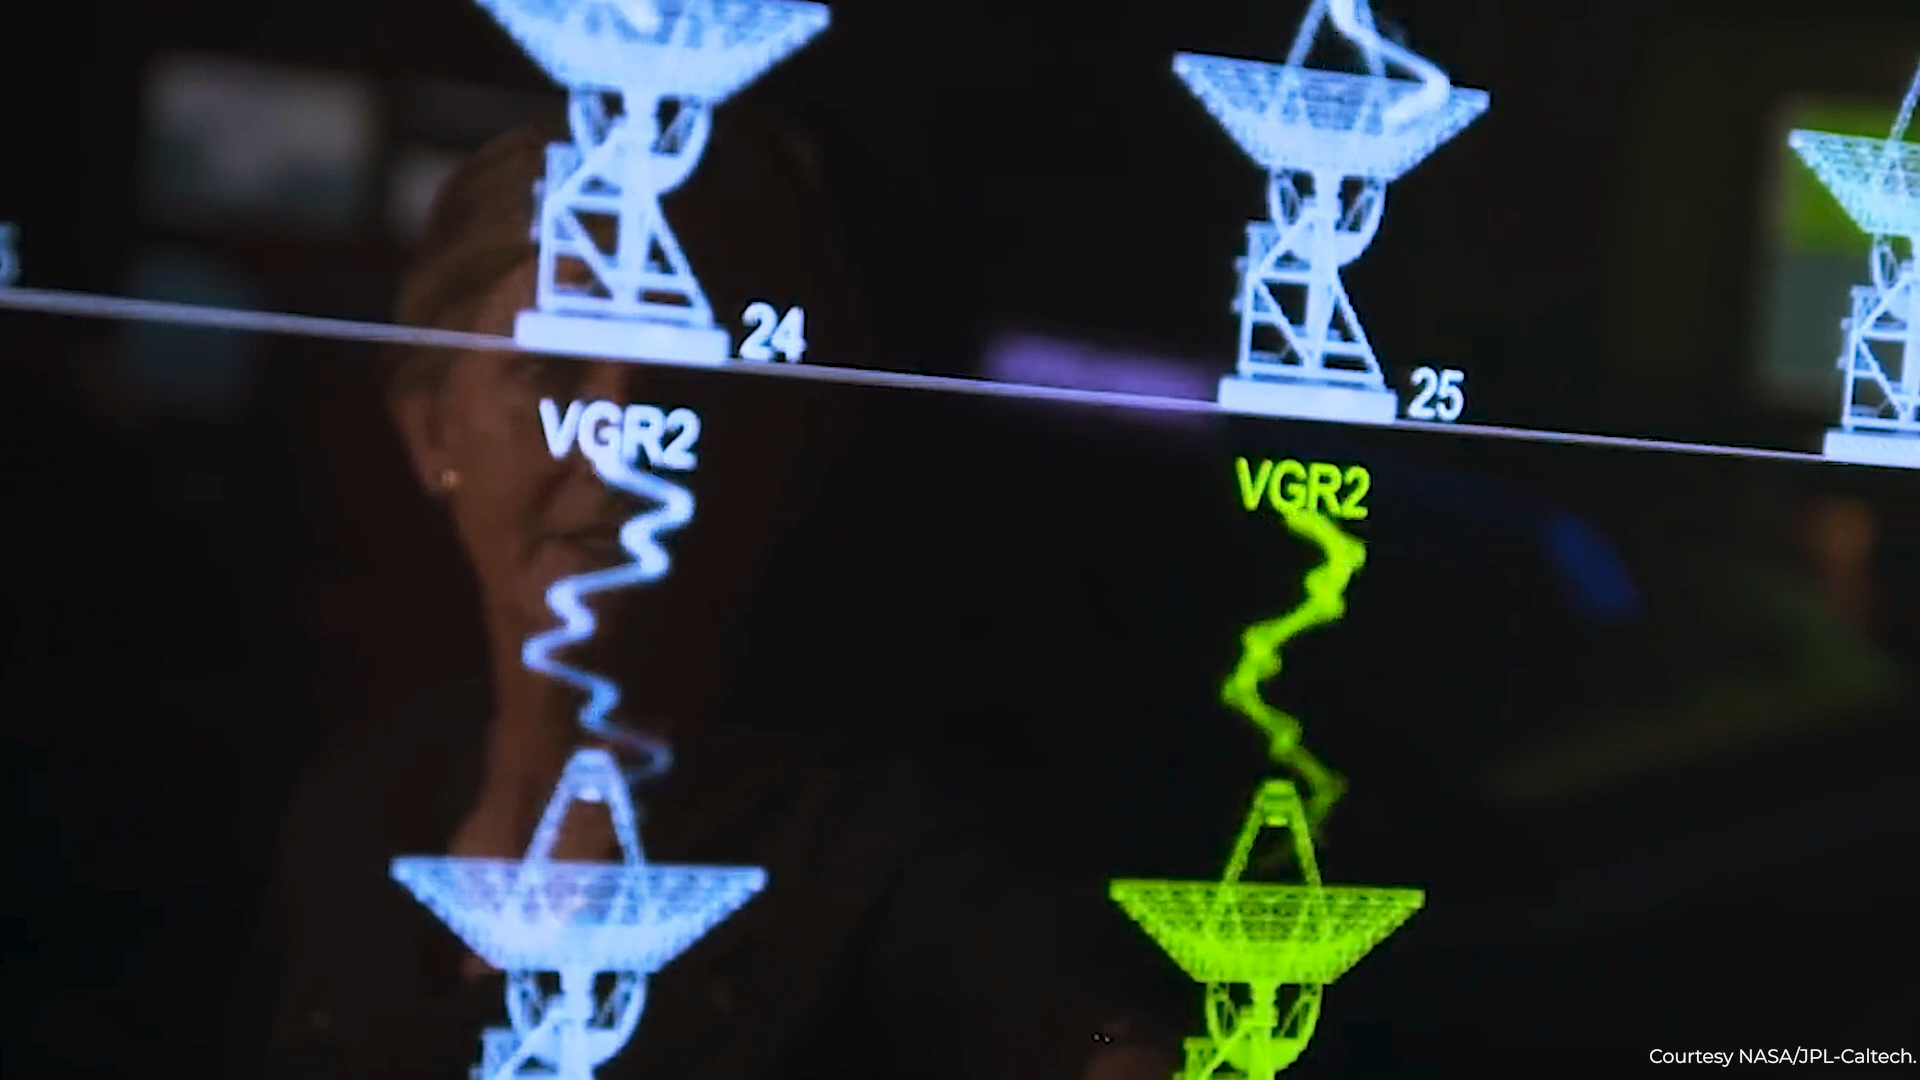 24
25
VGR2
VGR2
Courtesy NASA/JPL-Caltech.